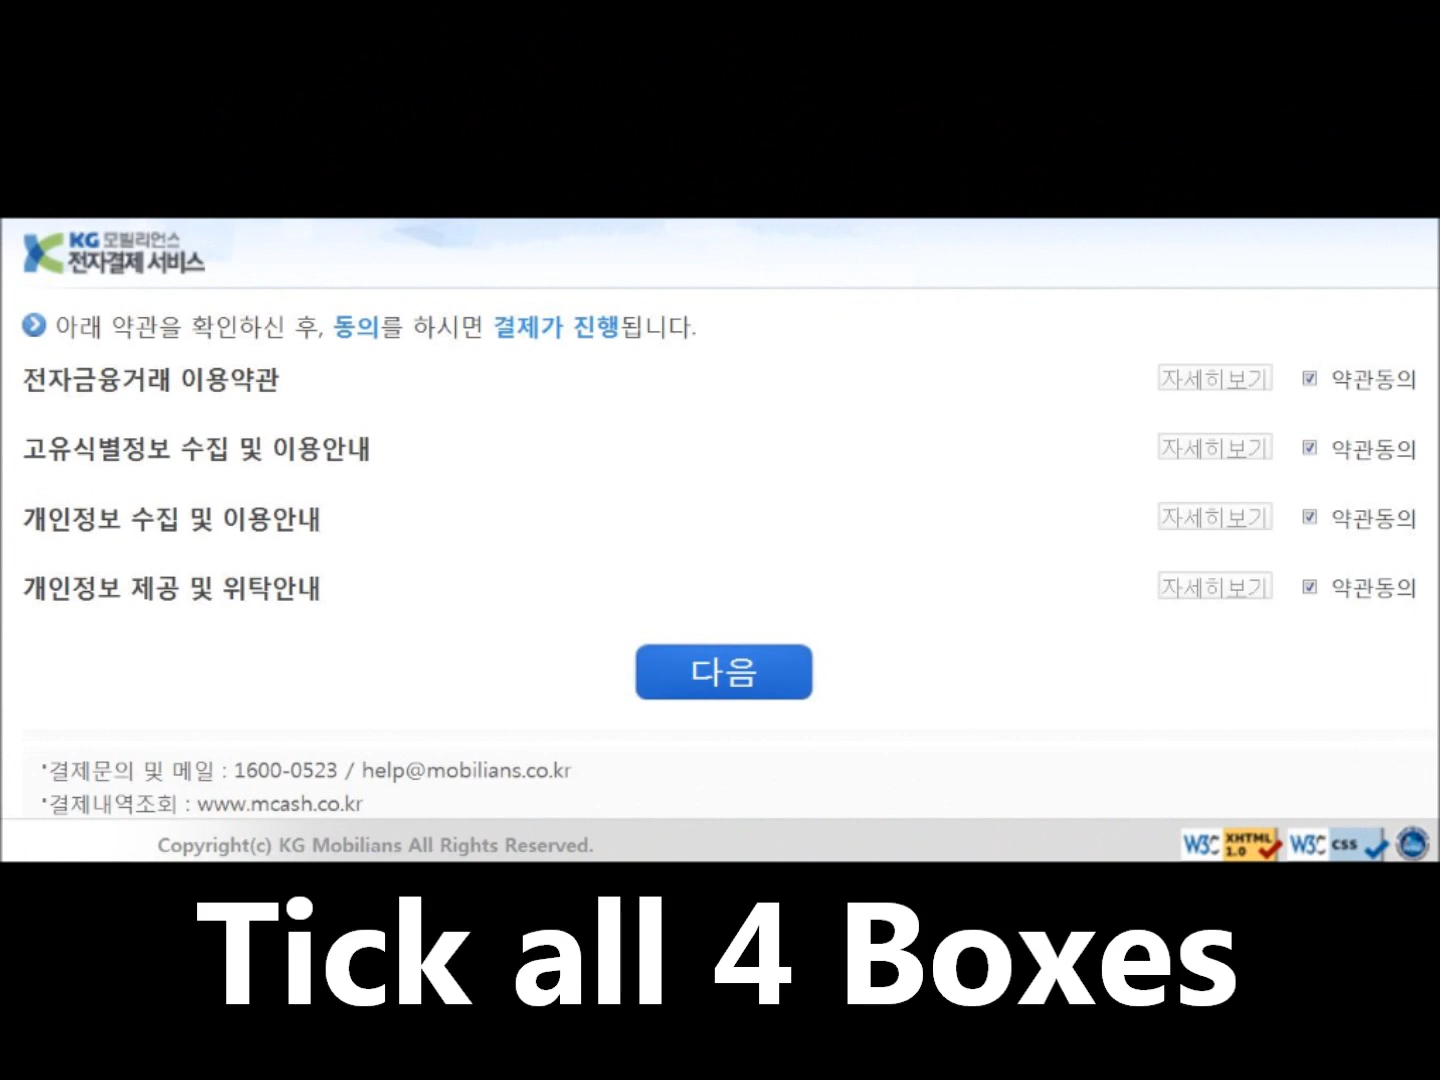 KG 모빌리언스
전자결제 서비스
아래 약관을 확인하신 후, 동의를 하시면 결제가 진행됩니다.
전자금융거래 이용약관 자세히보기 약관동의
고유식별정보 수집 및 이용안내 자세히보기 약관동의
개인정보 수집 및 이용안내 자세히보기 약관동의
개인정보 제공 및 위탁안내 자세히보기 약관동의
다음
·결제문의 및 메일 : 1600-0523 / help@mobilians.co.kr
·결제내역조회 : www.mcash.co.kr
Copyright(c) KG Mobilians All Rights Reserved.
W3C XHTML 1.0 W3C CSS
Tick all 4 Boxes